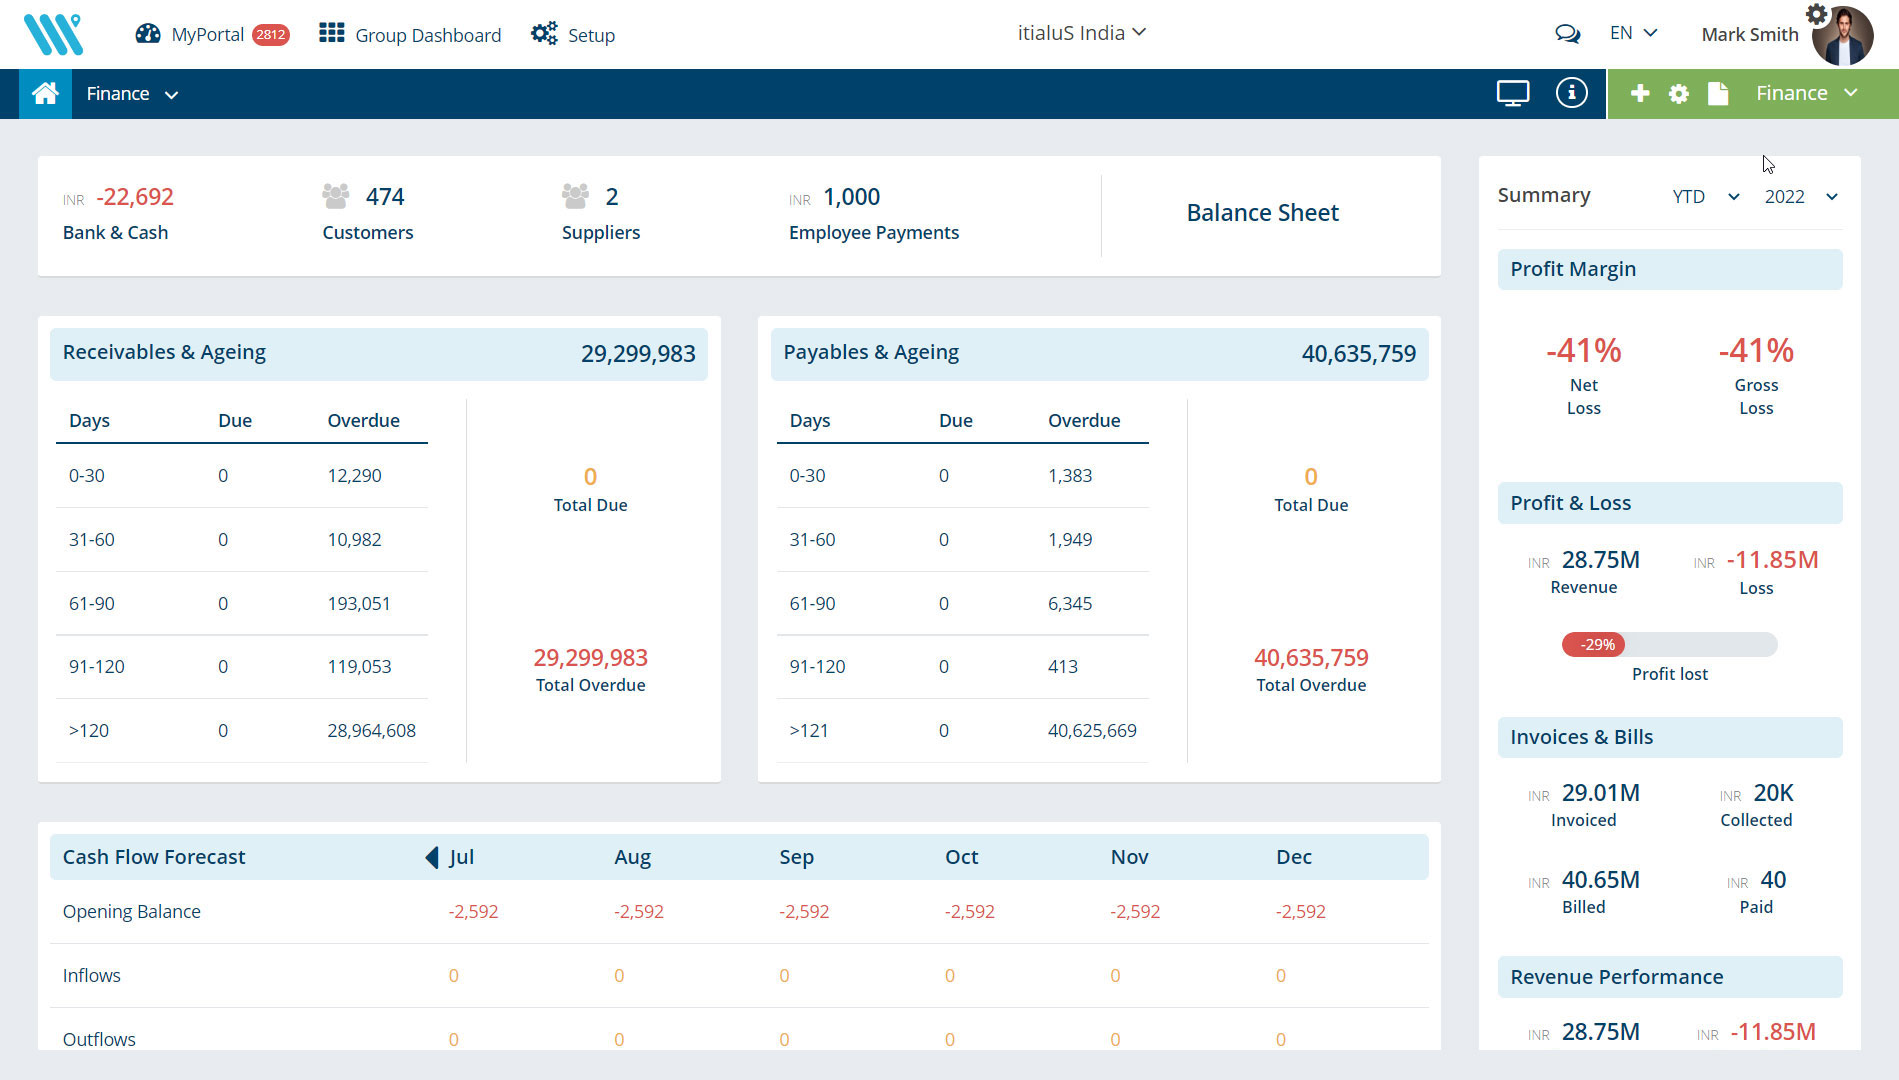 MyPortal 2812 Group Dashboard Setup itialuS India EN Mark Smith
Finance Finance
INR -22,692 474 2 INR 1,000 Balance Sheet
Bank & Cash Customers Suppliers Employee Payments
Receivables & Ageing 29,299,983
Days Due Overdue
0-30 0 12,290
31-60 0 10,982
61-90 0 193,051
91-120 0 119,053
>120 0 28,964,608
0
Total Due
29,299,983
Total Overdue
Payables & Ageing 40,635,759
Days Due Overdue
0-30 0 1,383
31-60 0 1,949
61-90 0 6,345
91-120 0 413
>121 0 40,625,669
0
Total Due
40,635,759
Total Overdue
Cash Flow Forecast Jul Aug Sep Oct Nov Dec
Opening Balance -2,592 -2,592 -2,592 -2,592 -2,592 -2,592
Inflows 0 0 0 0 0 0
Outflows 0 0 0 0 0 0
Summary YTD 2022
Profit Margin
-41% -41%
Net Gross
Loss Loss
Profit & Loss
INR 28.75M INR -11.85M
Revenue Loss
-29%
Profit lost
Invoices & Bills
INR 29.01M INR 20K
Invoiced Collected
INR 40.65M INR 40
Billed Paid
Revenue Performance
INR 28.75M INR -11.85M